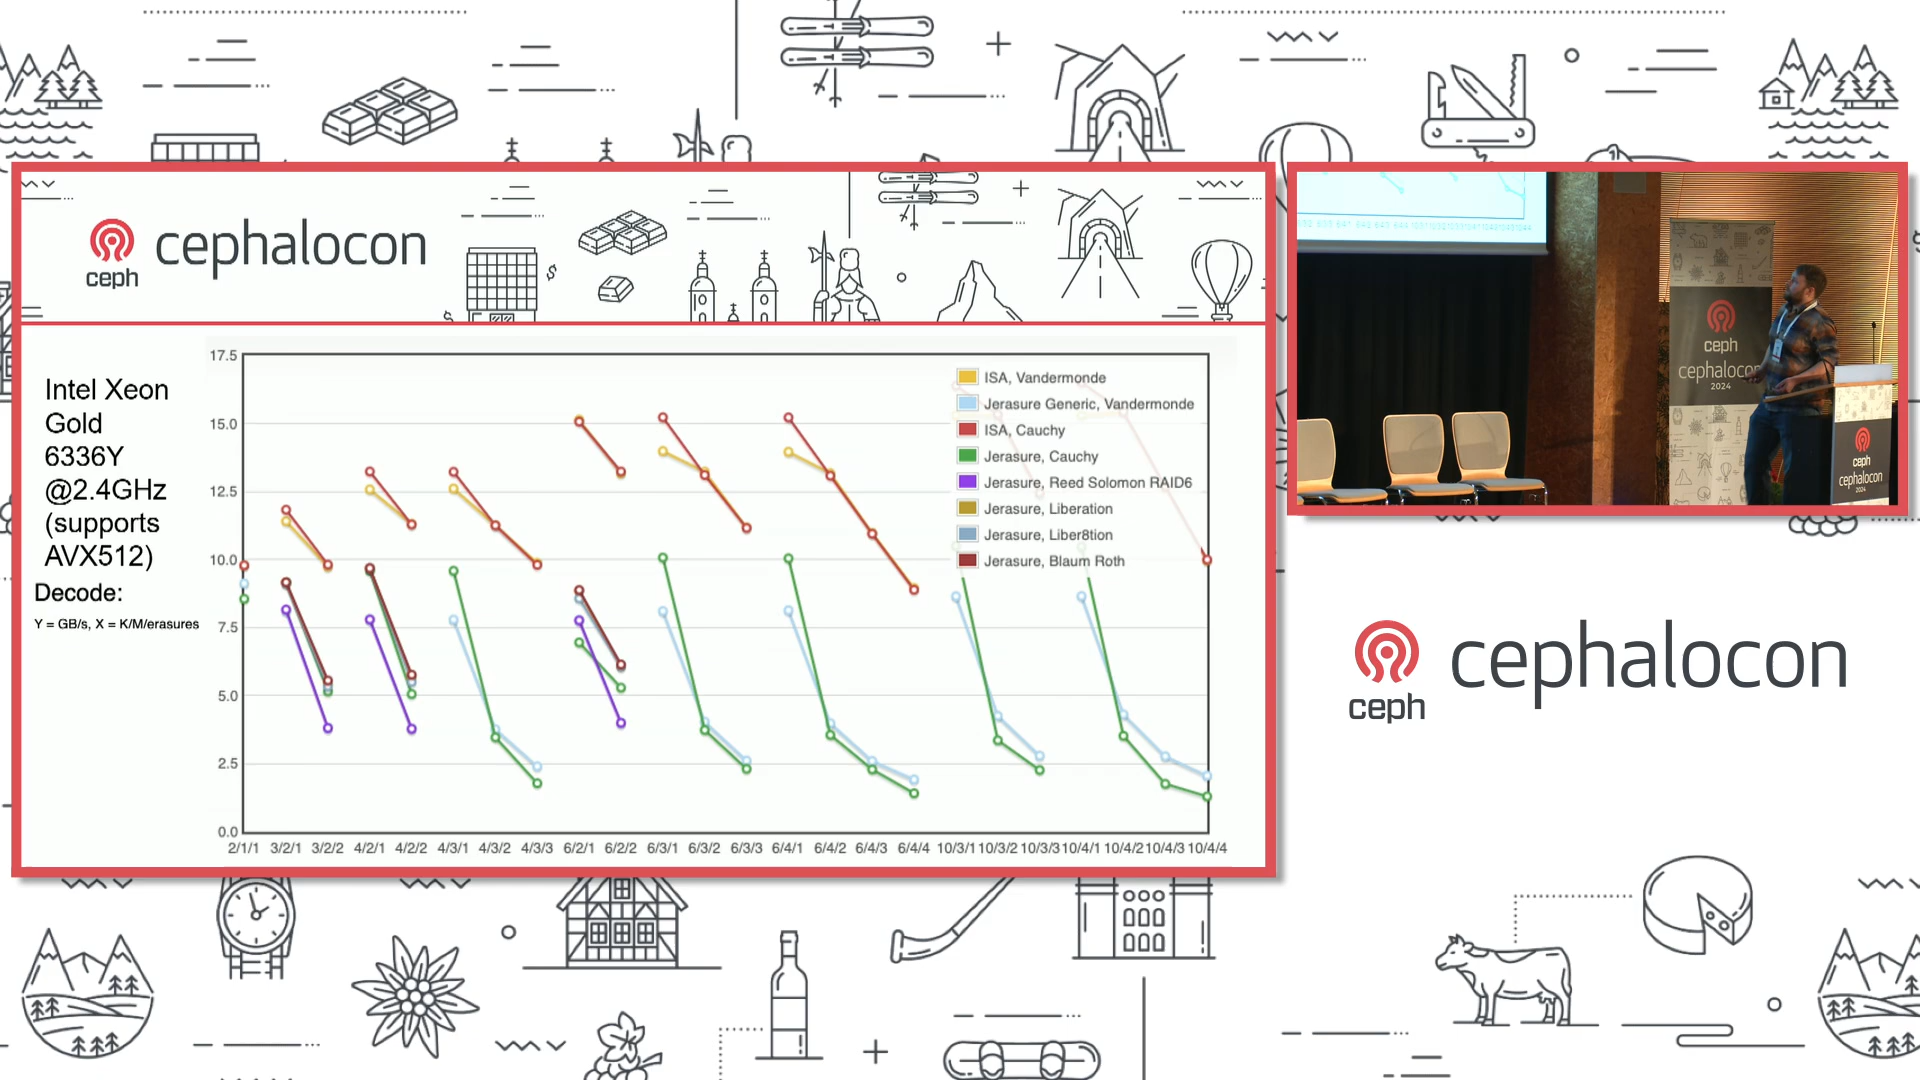 ceph
cephalocon
Intel Xeon
Gold
6336Y
@2.4GHz
(supports
AVX512)
Decode:
Y = GB/s, X = K/M/erasures
17.5
15.0
12.5
10.0
7.5
5.0
2.5
0.0
ISA, Vandermonde
Jerasure Generic, Vandermonde
ISA, Cauchy
Jerasure, Cauchy
Jerasure, Reed Solomon RAID6
Jerasure, Liberation
Jerasure, Liber8tion
Jerasure, Blaum Roth
2/1/1 3/2/1 3/2/2 4/2/1 4/2/2 4/3/1 4/3/2 4/3/3 6/2/1 6/2/2 6/3/1 6/3/2 6/3/3 6/4/1 6/4/2 6/4/3 6/4/4 10/3/1 10/3/2 10/3/3 10/4/1 10/4/2 10/4/3 10/4/4
ceph
cephalocon
2024
ceph
cephalocon
2024
ceph
cephalocon